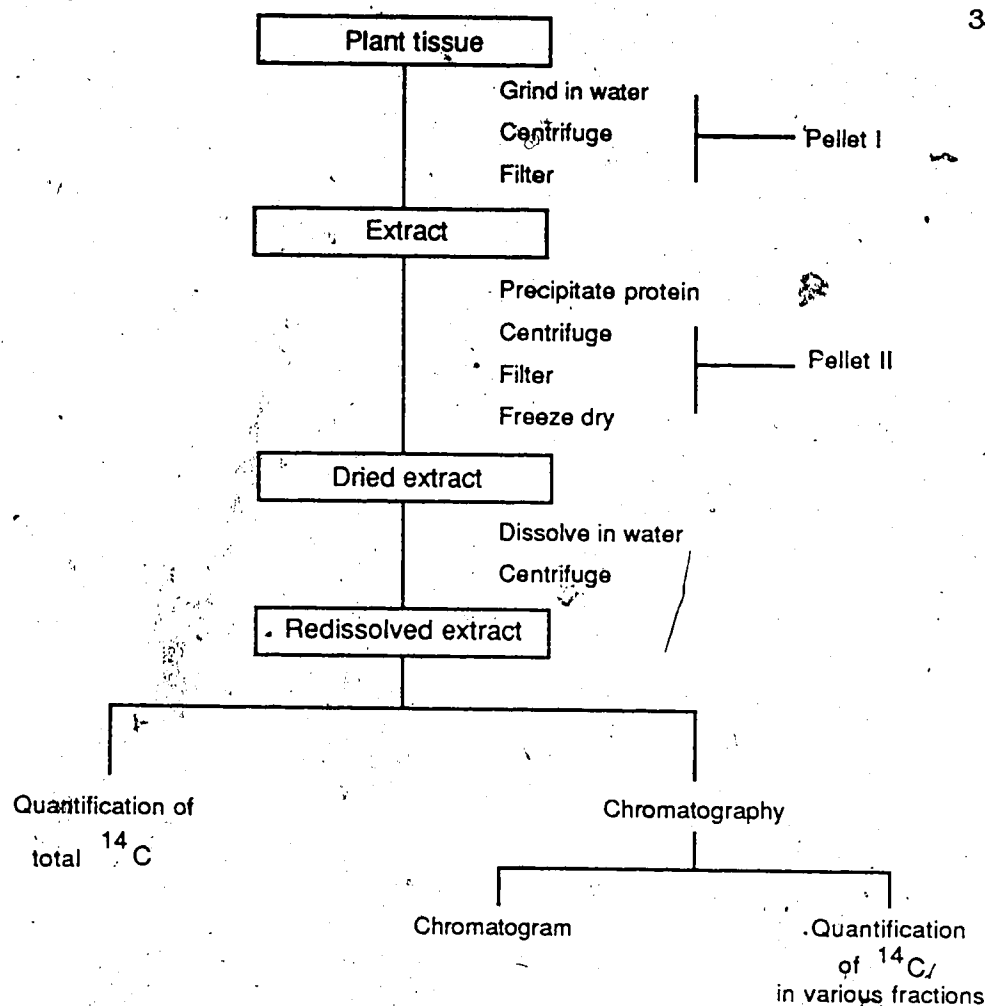 3
Plant tissue
Grind in water
Centrifuge
Filter
Pellet I
Extract
Precipitate protein
Centrifuge
Filter
Freeze dry
Pellet II
Dried extract
Dissolve in water
Centrifuge
Redissolved extract
Quantification of
total 14C
Chromatography
Chromatogram
Quantification
of 14C
in various fractions